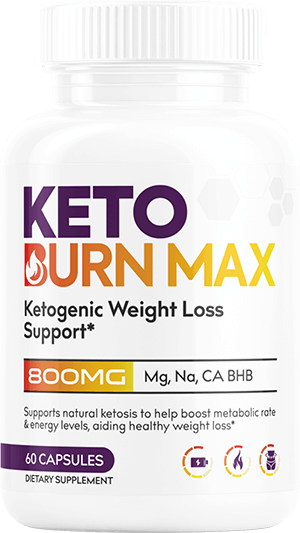 KETO
BURN MAX
Ketogenic Weight Loss
Support*
800MG Mg, Na, CA BHB
Supports natural ketosis to help boost metabolic rate
& energy levels, aiding healthy weight loss*
60 CAPSULES
DIETARY SUPPLEMENT